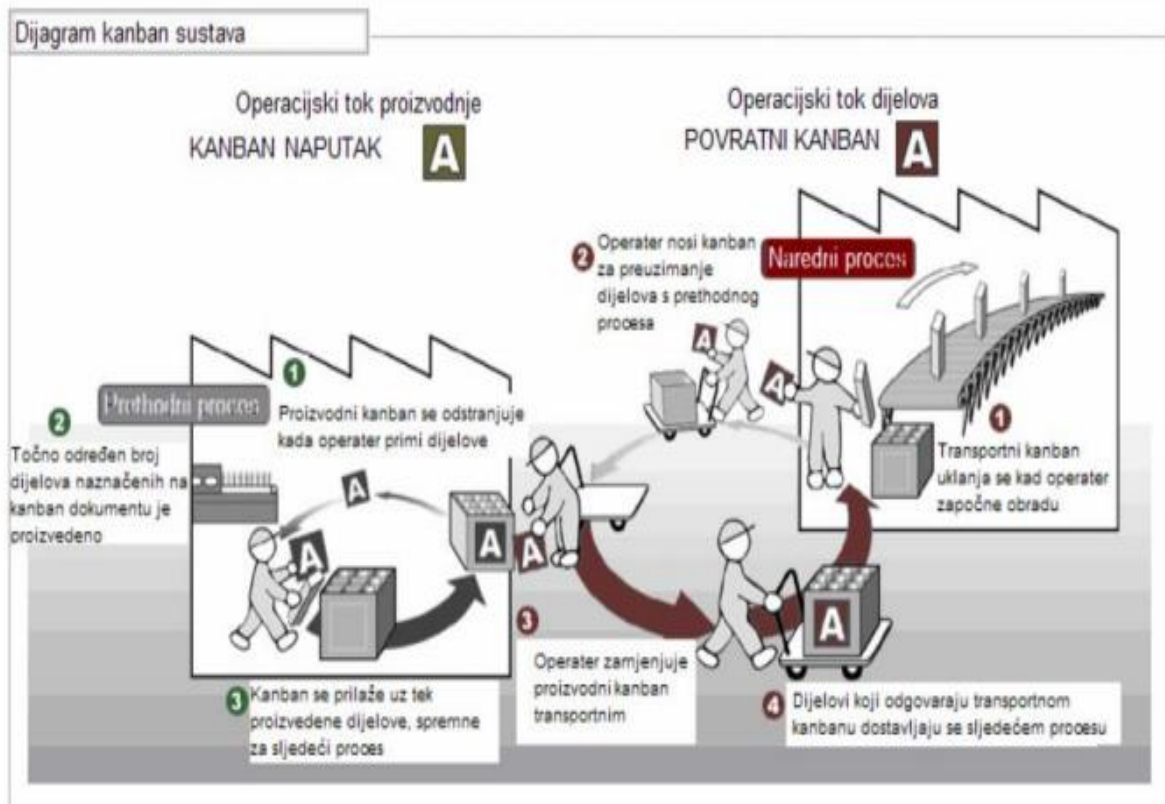 Dijagram kanban sustava
Operacijski tok proizvodnje
KANBAN NAPUTAK A
Operacijski tok dijelova
POVRATNI KANBAN A
2 Operater nosi kanban
za preuzimanje
dijelova s prethodnog
procesa
Naredni proces
A
A
1
Transportni kanban
uklanja se kad operater
započne obradu
Prethodni proces
1
Proizvodni kanban se odstranjuje
kada operater primi dijelove
2
Točno određen broj
dijelova naznačenih na
kanban dokumentu je
proizvedeno
A
A
A
A
A
3 Kanban se prilaže uz tek
proizvedene dijelove, spremne
za sljedeći proces
3
Operater zamjenjuje
proizvodni kanban
transportnim
4 Dijelovi koji odgovaraju transportnom
kanbanu dostavljaju se sljedećem procesu